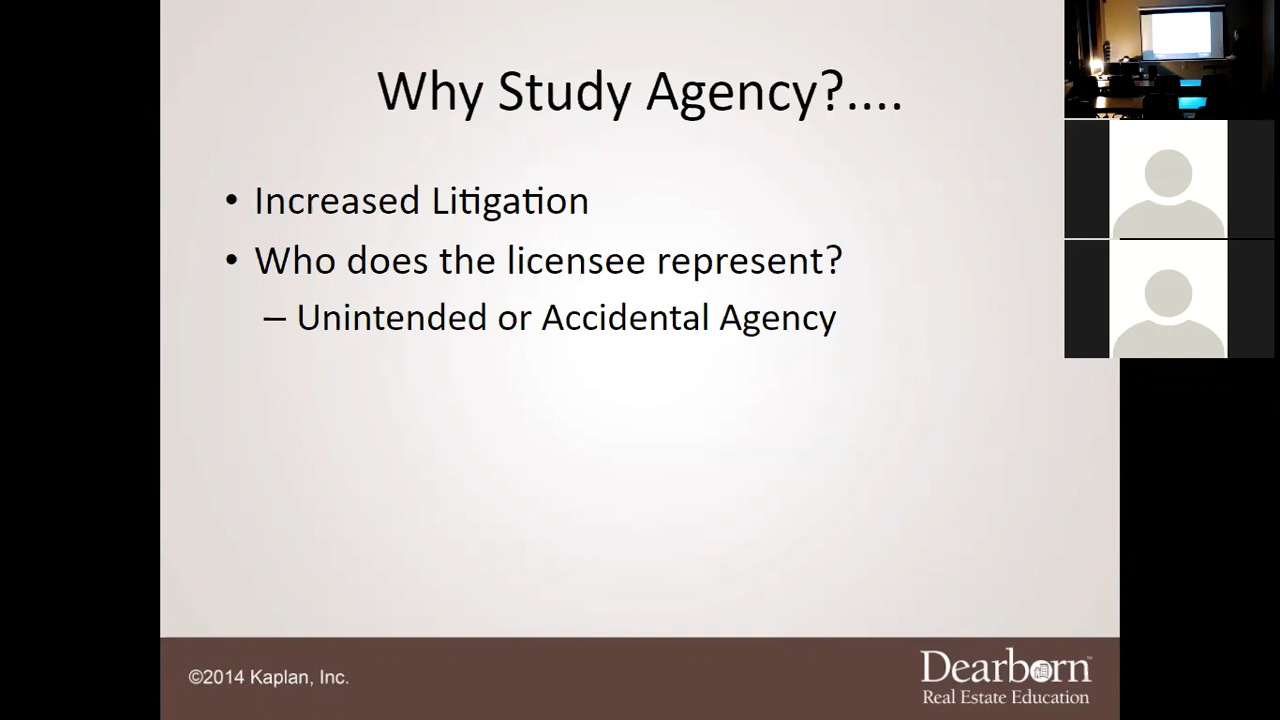 Why Study Agency?....
• Increased Litigation
• Who does the licensee represent?
– Unintended or Accidental Agency
©2014 Kaplan, Inc.
Dearborn™
Real Estate Education